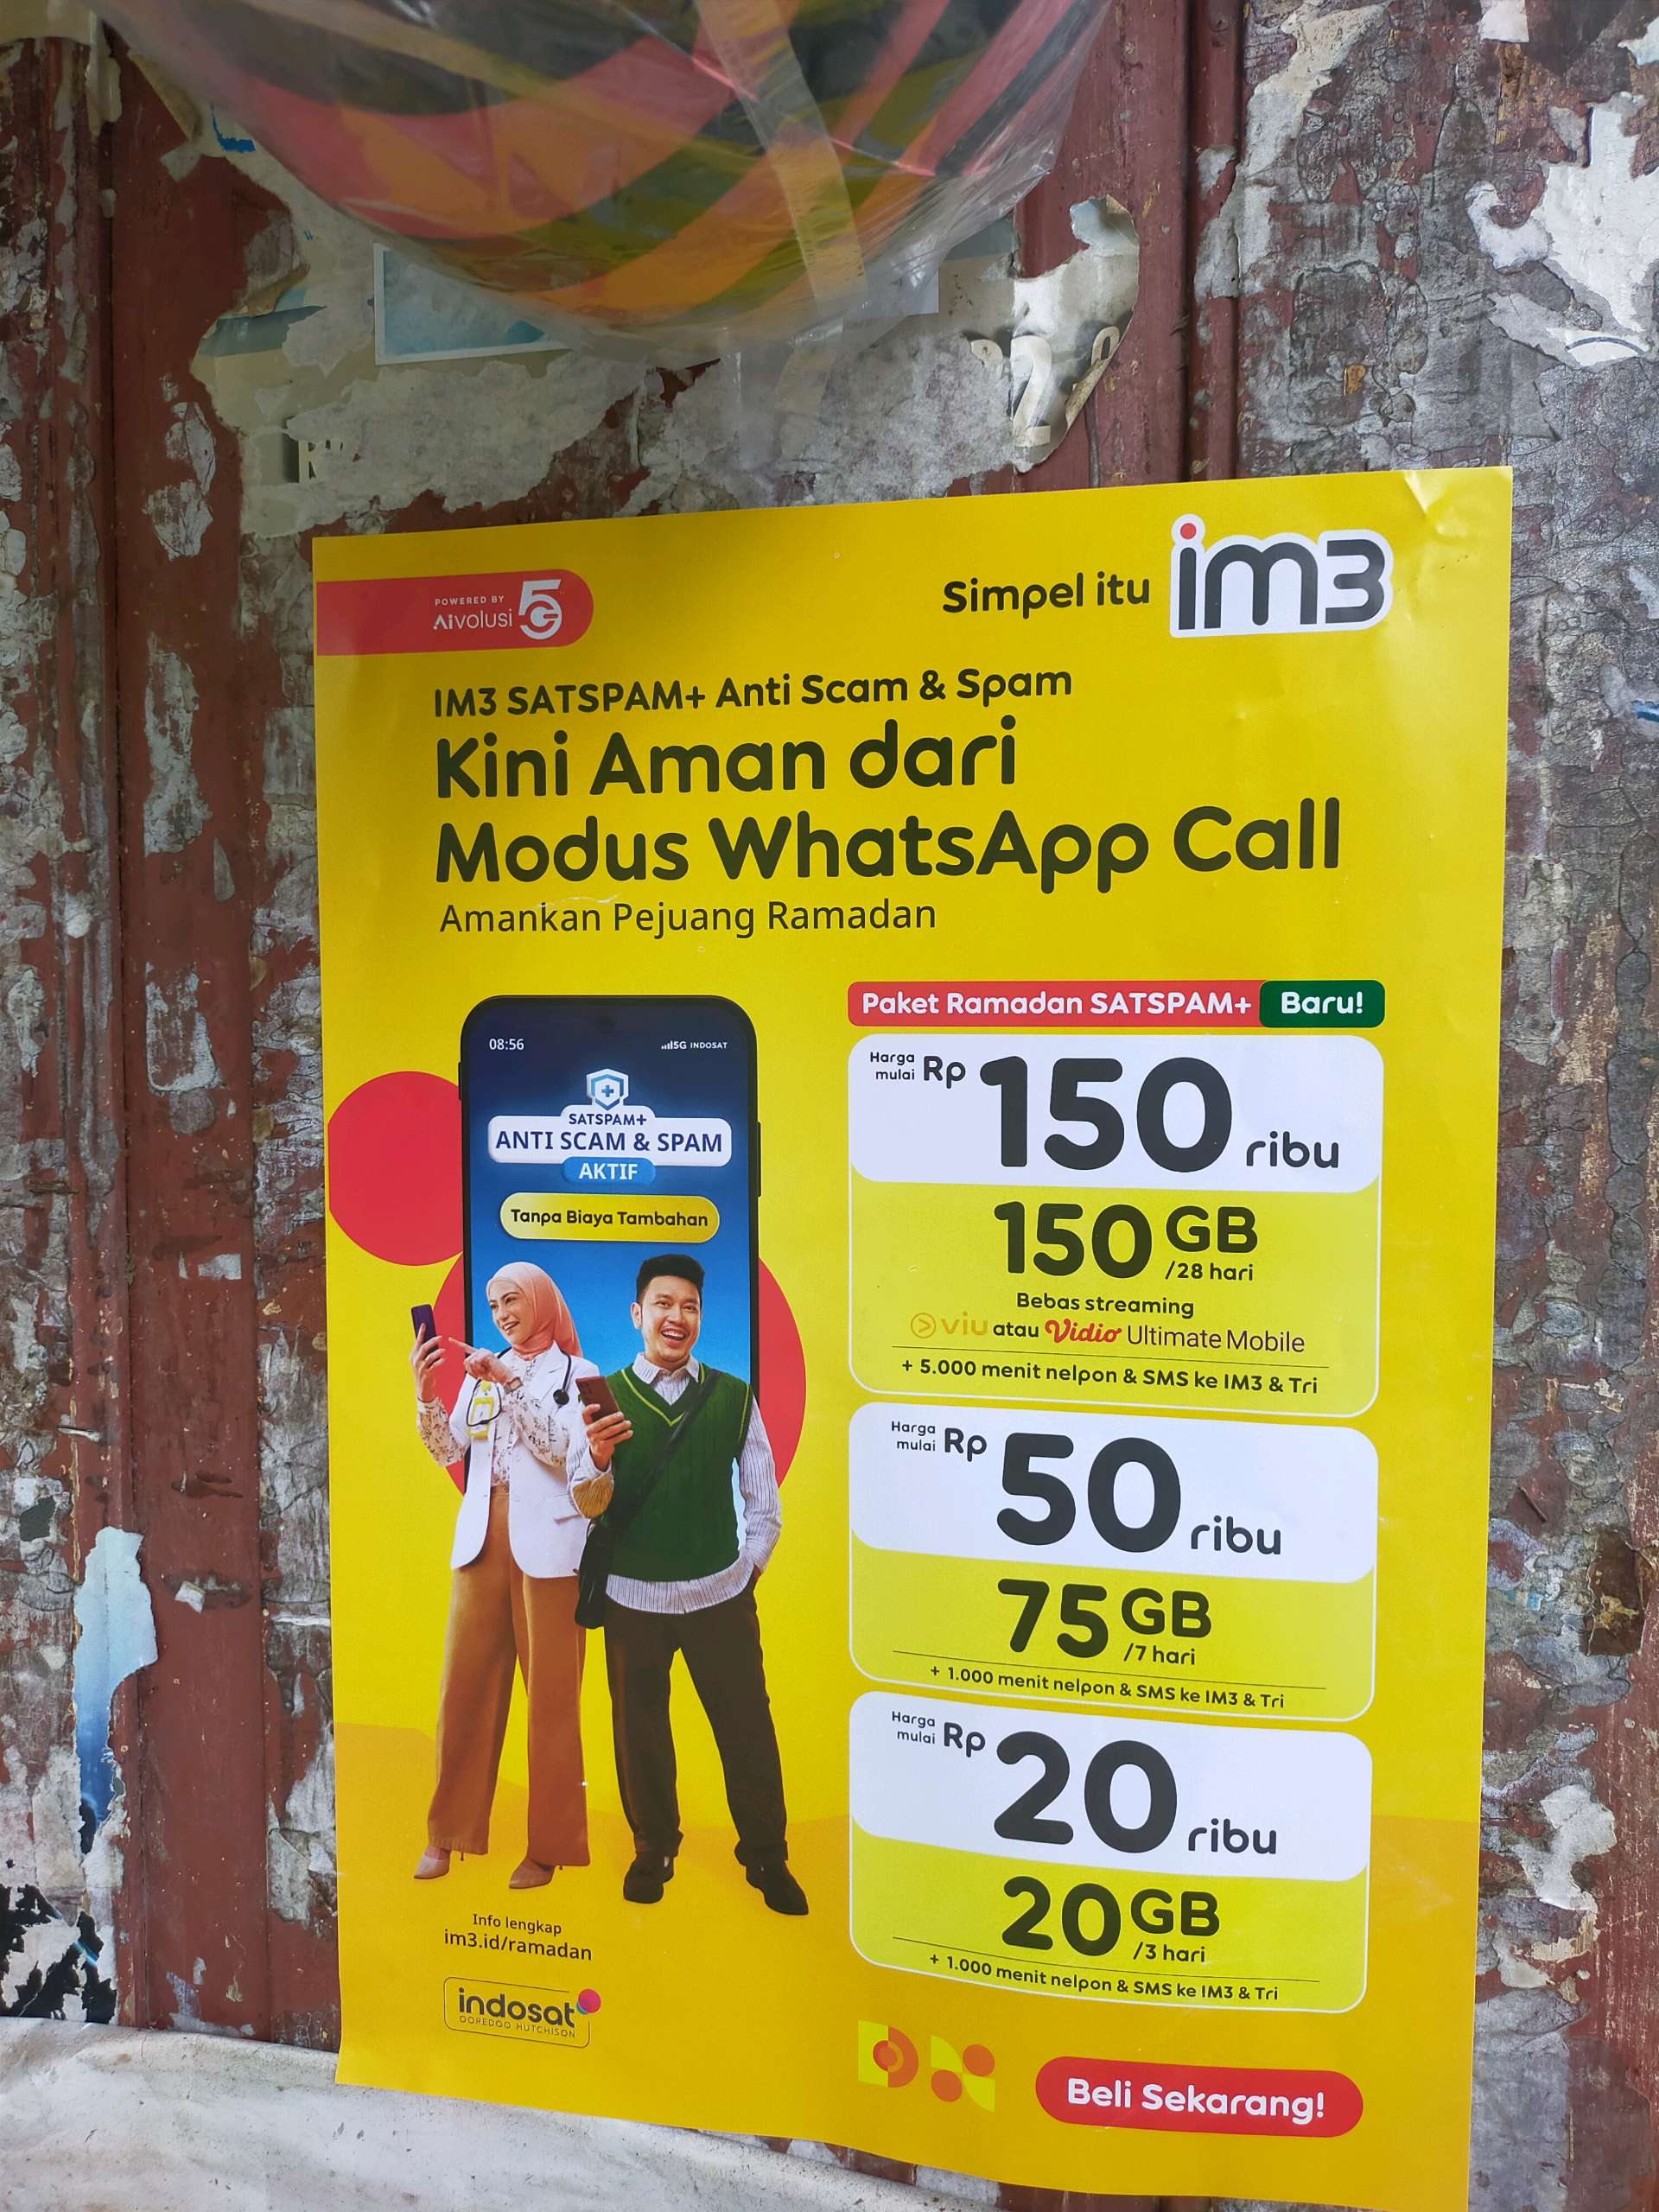 POWERED BY
AIvolusi 5G
Simpel itu im3
IM3 SATSPAM+ Anti Scam & Spam
Kini Aman dari
Modus WhatsApp Call
Amankan Pejuang Ramadan
08:56
5G INDOSAT
SATSPAM+
ANTI SCAM & SPAM
AKTIF
Tanpa Biaya Tambahan
Paket Ramadan SATSPAM+ Baru!
Harga mulai Rp 150 ribu
150 GB
/28 hari
Bebas streaming
viu atau Vidio Ultimate Mobile
+ 5.000 menit nelpon & SMS ke IM3 & Tri
Harga mulai Rp 50 ribu
75 GB
/7 hari
+ 1.000 menit nelpon & SMS ke IM3 & Tri
Harga mulai Rp 20 ribu
20 GB
/3 hari
+ 1.000 menit nelpon & SMS ke IM3 & Tri
Info lengkap
im3.id/ramadan
indosat
OOREDOO HUTCHISON
Beli Sekarang!